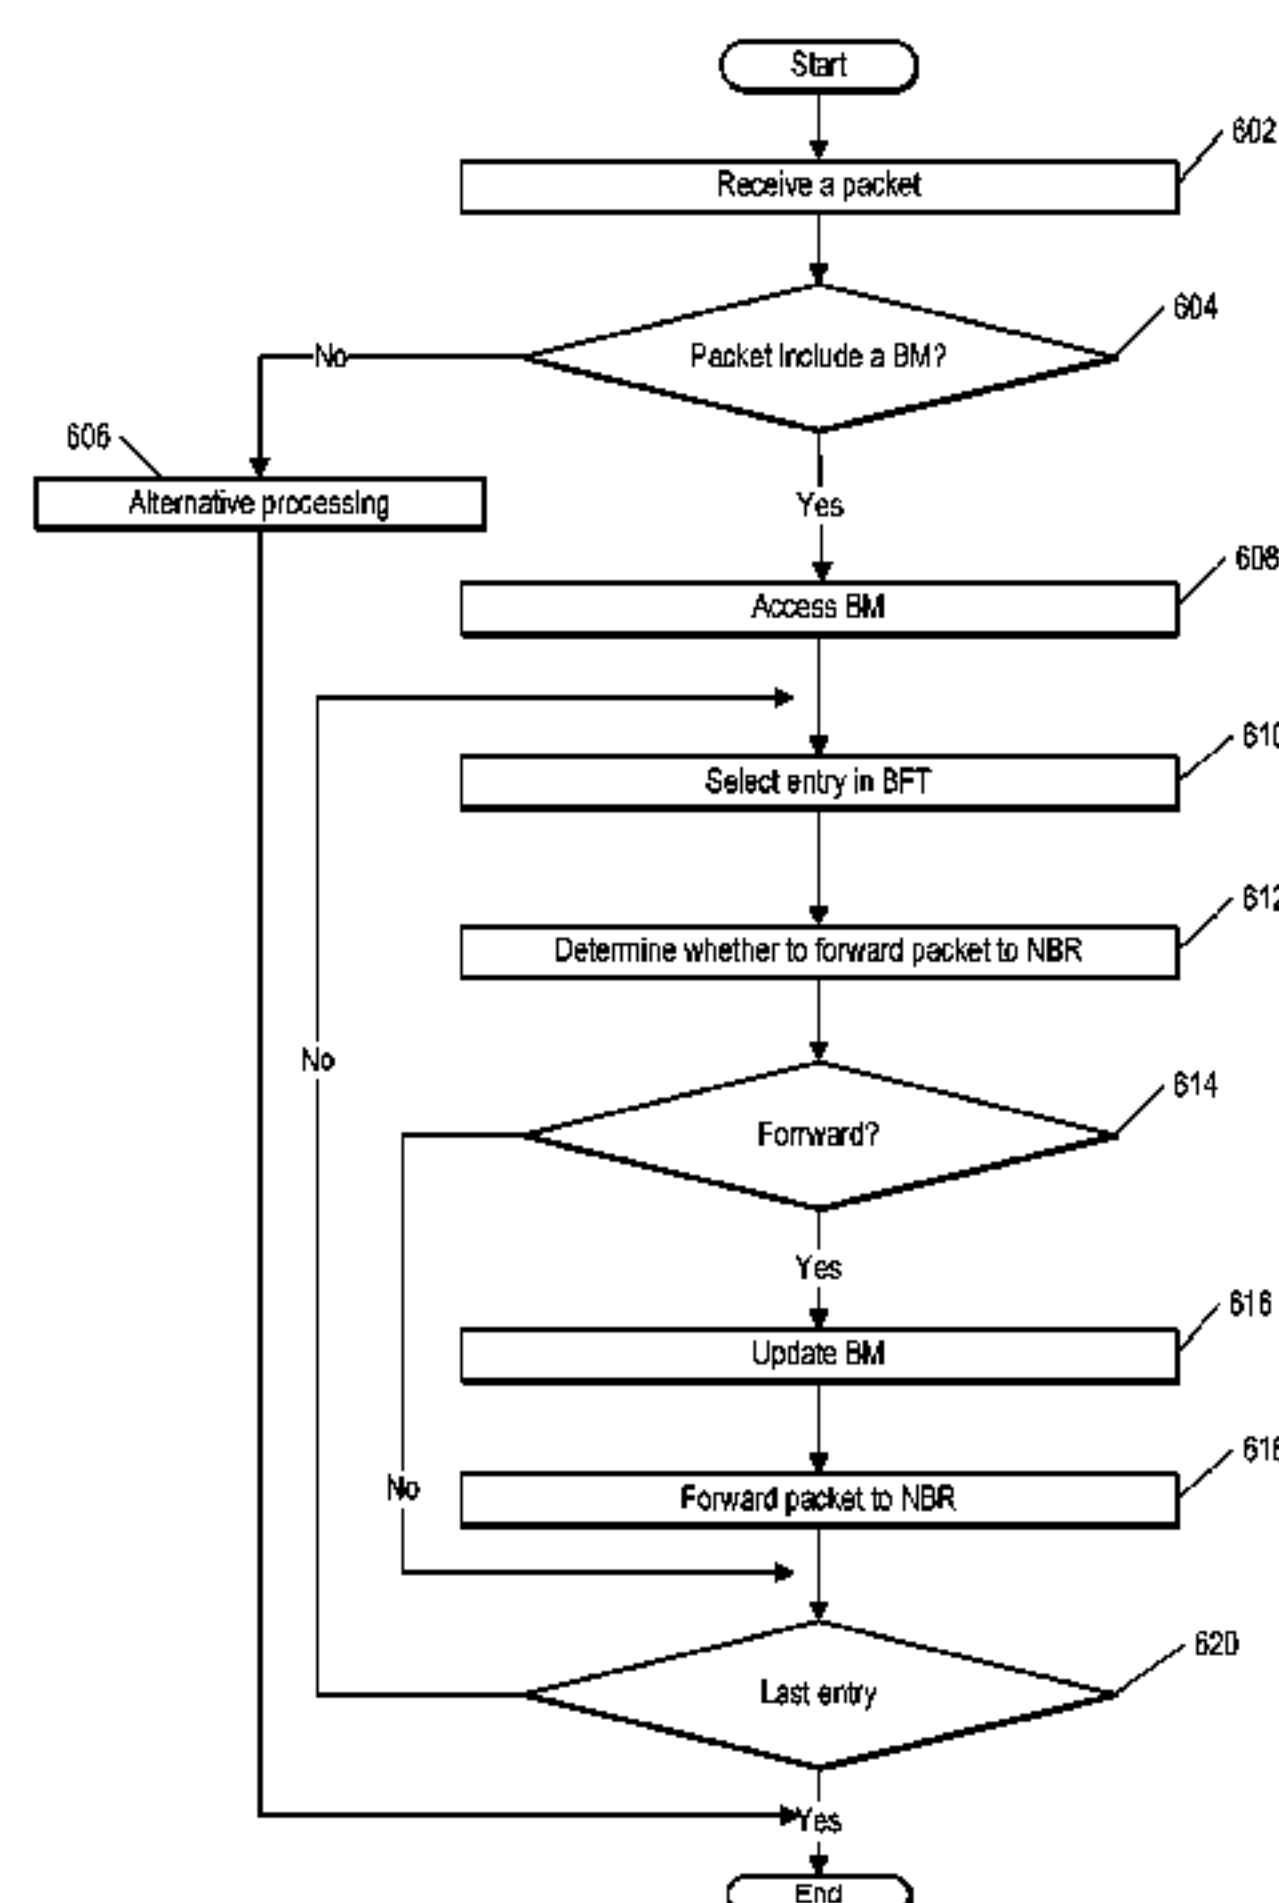 Start
602
Receive a packet
604
Packet Include a BM?
No
606
Alternative processing
Yes
608
Access BM
610
Select entry in BFT
612
Determine whether to forward packet to NBR
No
614
Forrward?
Yes
616
Update BM
618
Forward packet to NBR
No
620
Last entry
Yes
End